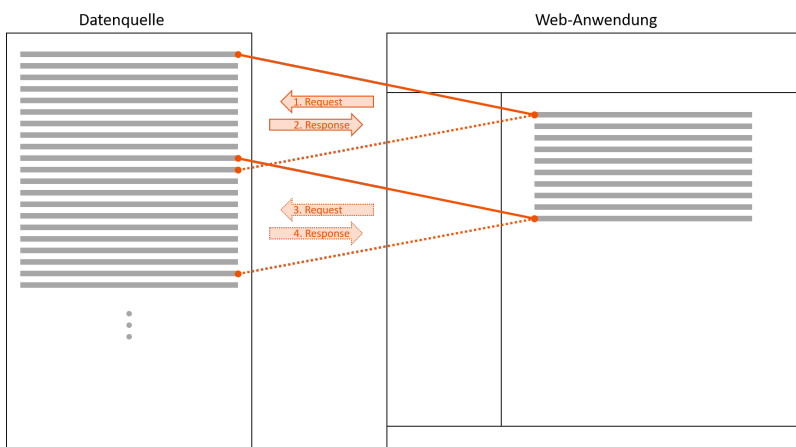 Datenquelle
Web-Anwendung
1. Request
2. Response
3. Request
4. Response